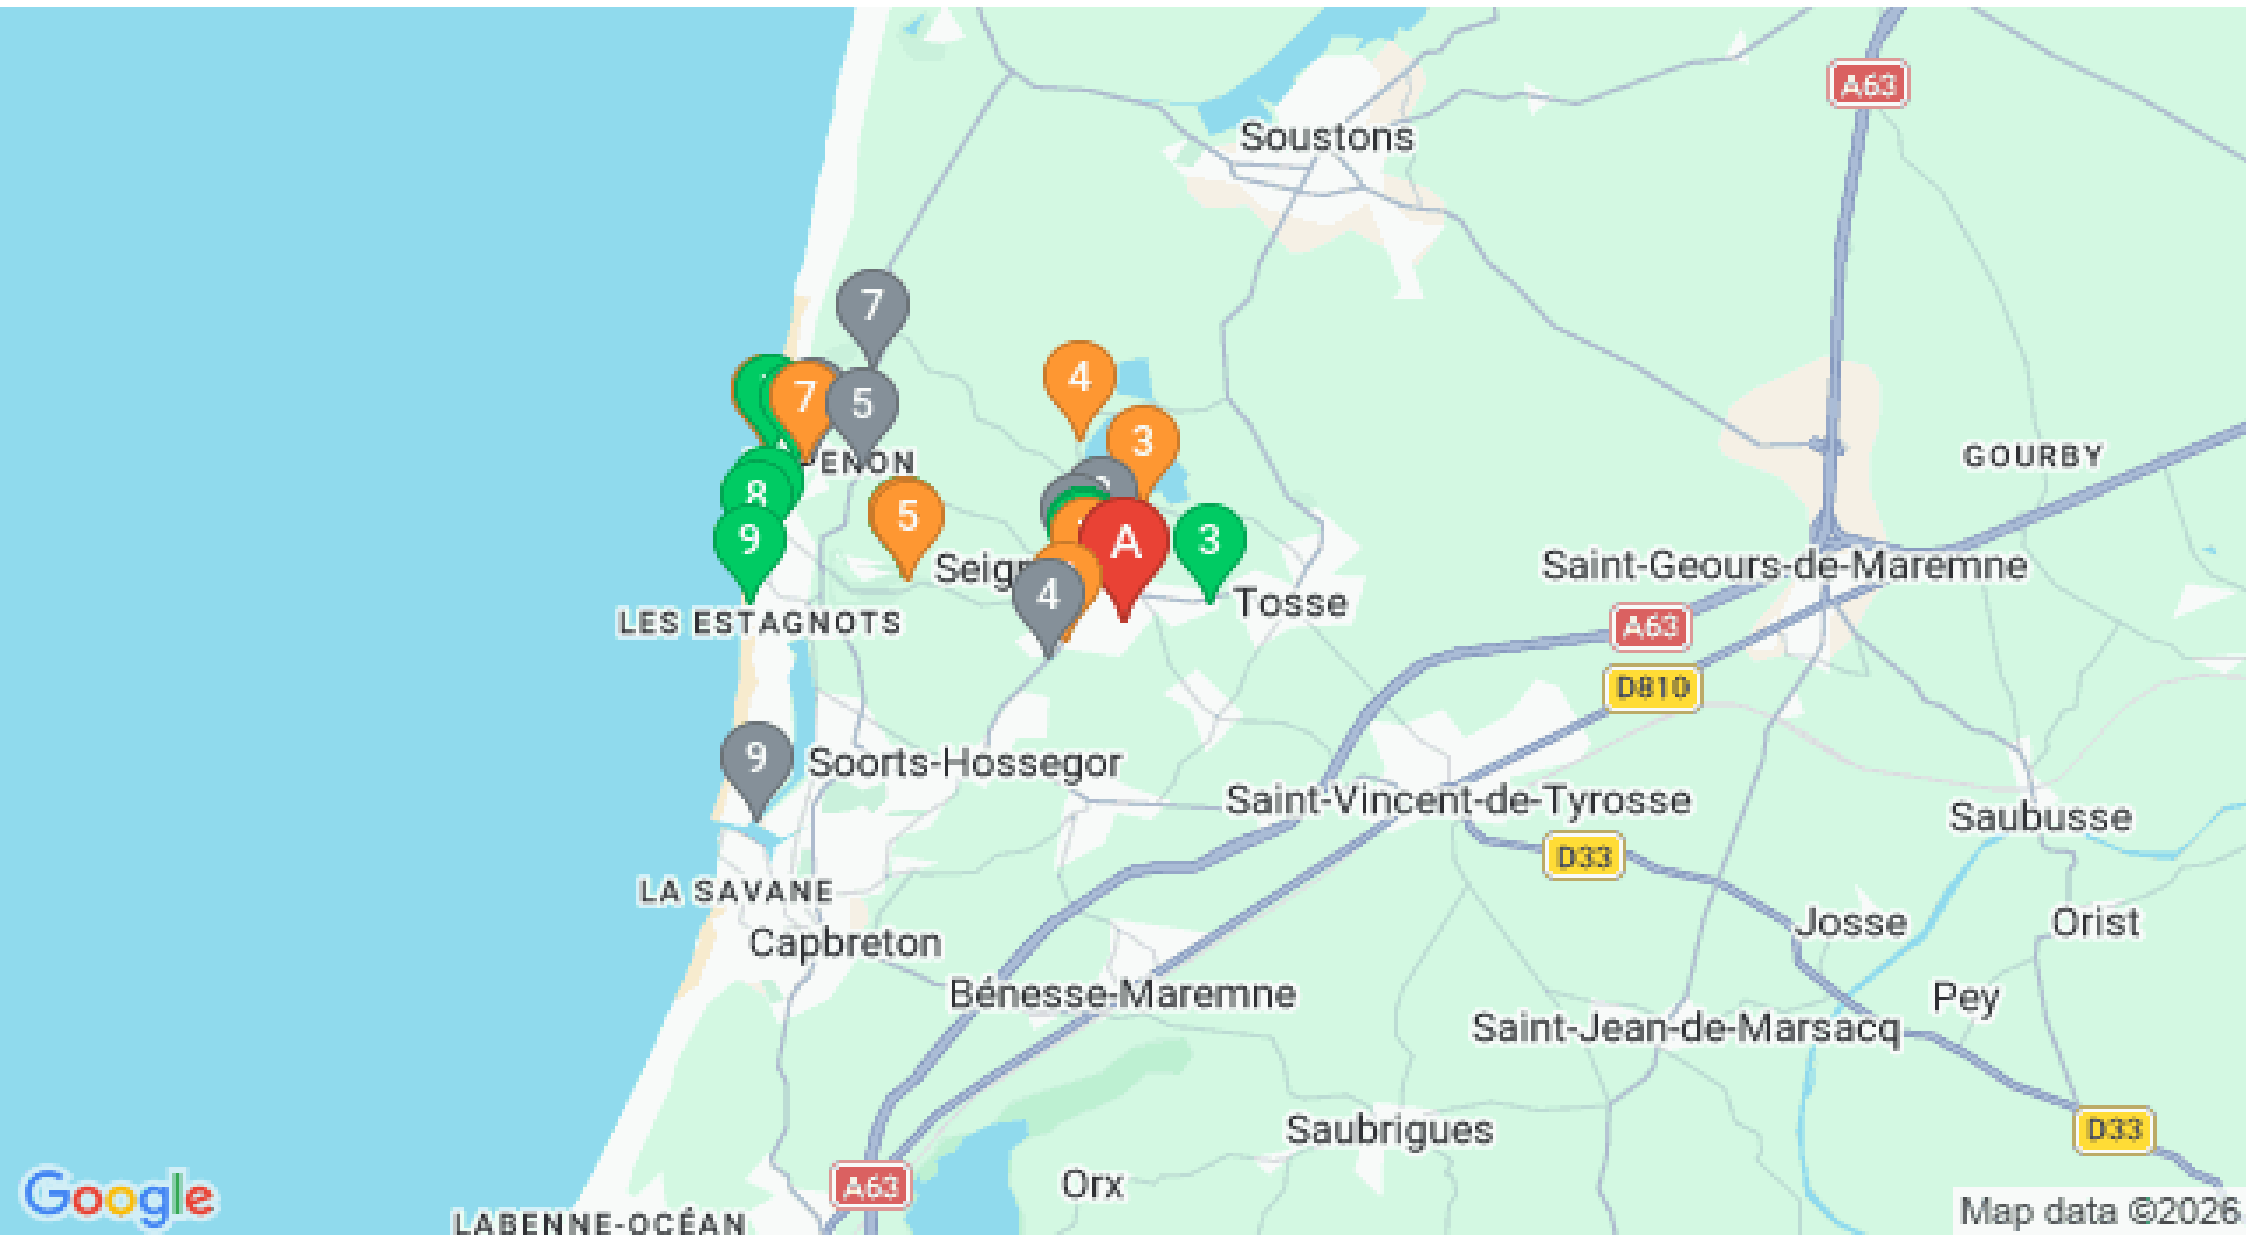 A63
Soustons
7
4
7
5
3
PENON
GOURBY
8
5
9
A
3
Seign
Saint-Geours-de-Maremne
4
Tosse
LES ESTAGNOTS
A63
D810
9
Soorts-Hossegor
Saint-Vincent-de-Tyrosse
Saubusse
D33
LA SAVANE
Josse
Orist
Capbreton
Bénesse-Maremne
Pey
Saint-Jean-de-Marsacq
Saubrigues
D33
Orx
A63
Google
LABENNE-OCÉAN
Map data ©2026